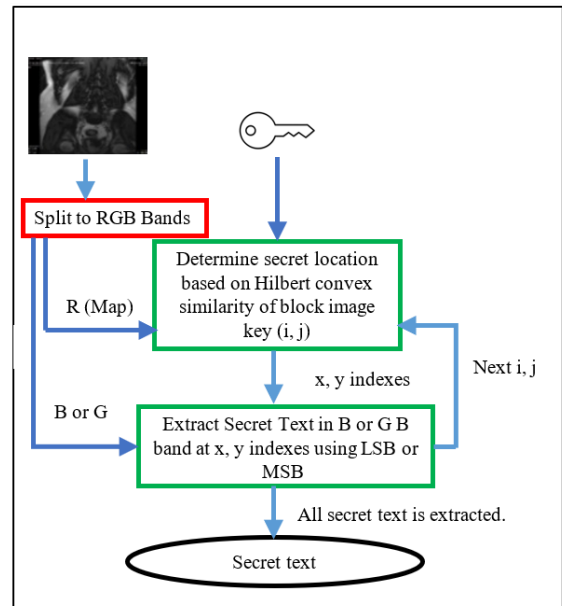 Split to RGB Bands
Determine secret location
based on Hilbert convex
similarity of block image
key (i, j)
R (Map)
x, y indexes
Next i, j
B or G
Extract Secret Text in B or G B
band at x, y indexes using LSB or
MSB
All secret text is extracted.
Secret text